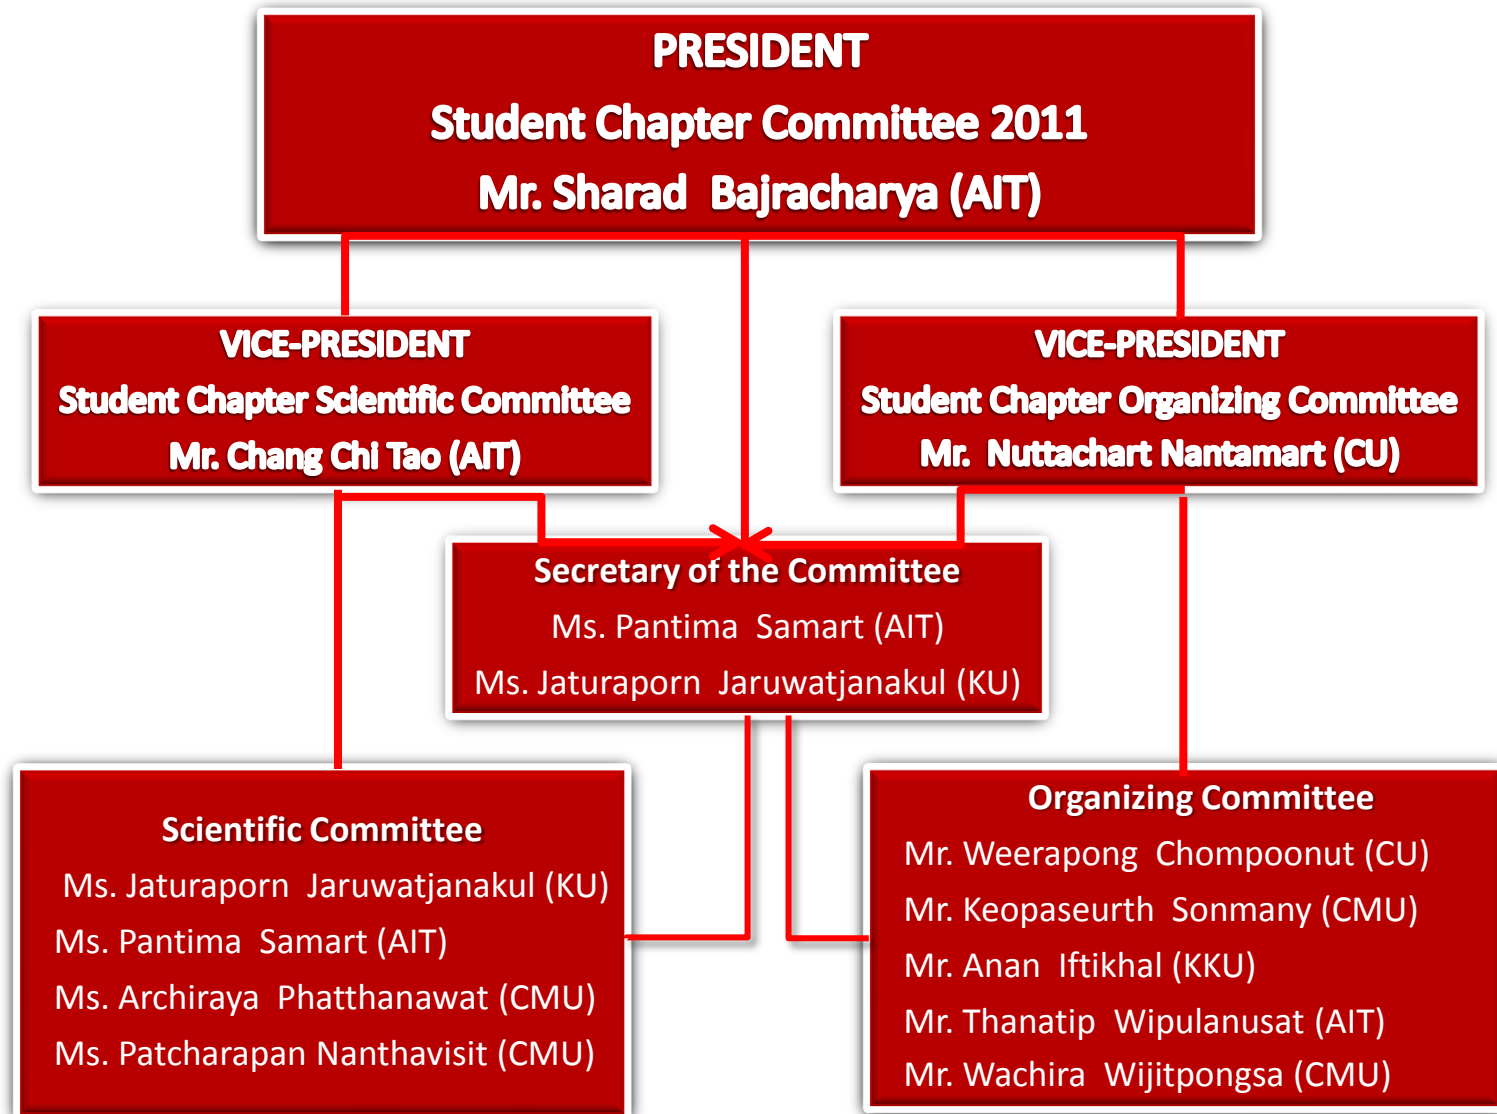 PRESIDENT
Student Chapter Committee 2011
Mr. Sharad Bajracharya (AIT)
VICE-PRESIDENT
Student Chapter Scientific Committee
Mr. Chang Chi Tao (AIT)
VICE-PRESIDENT
Student Chapter Organizing Committee
Mr. Nuttachart Nantamart (CU)
Secretary of the Committee
Ms. Pantima Samart (AIT)
Ms. Jaturaporn Jaruwatjanakul (KU)
Scientific Committee
Ms. Jaturaporn Jaruwatjanakul (KU)
Ms. Pantima Samart (AIT)
Ms. Archiraya Phatthanawat (CMU)
Ms. Patcharapan Nanthavisit (CMU)
Organizing Committee
Mr. Weerapong Chompoonut (CU)
Mr. Keopaseurth Sonmany (CMU)
Mr. Anan Iftikhal (KKU)
Mr. Thanatip Wipulanusat (AIT)
Mr. Wachira Wijitpongsa (CMU)